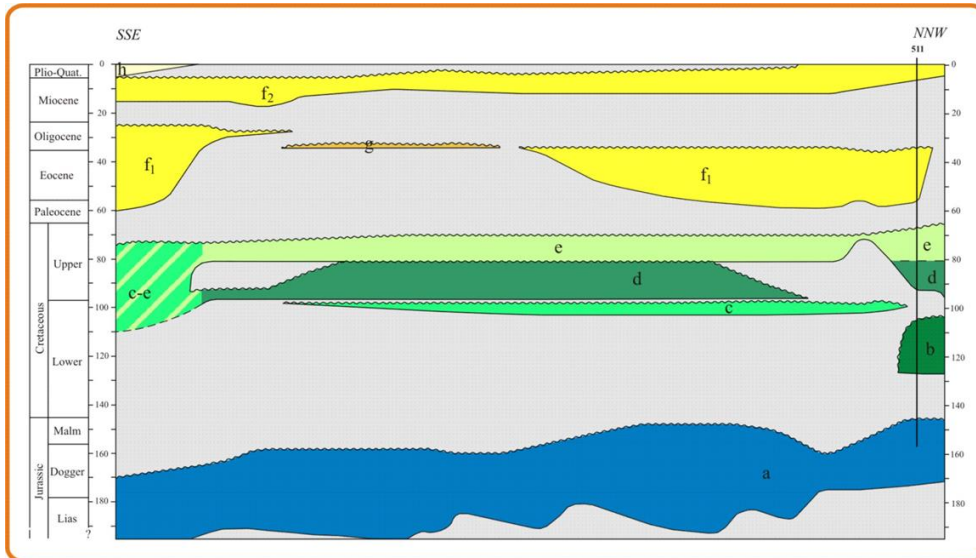 SSE
NNW
511
0
h
0
Plio-Quat.
Miocene
f2
20
20
Oligocene
g
40
f1
f1
40
Eocene
60
60
Paleocene
Cretaceous
Upper
e
e
80
80
c-e
d
d
100
c
100
Lower
120
b
120
140
140
Jurassic
Malm
160
160
Dogger
a
180
180
Lias
?